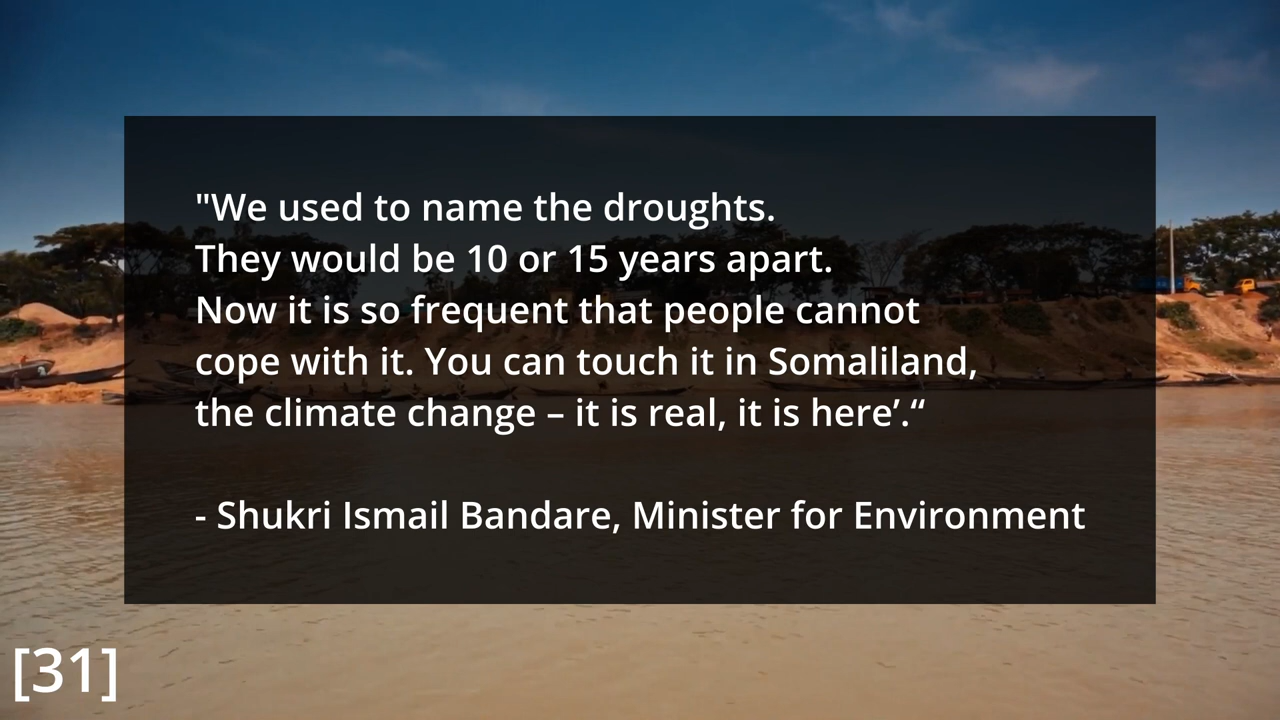 "We used to name the droughts.
They would be 10 or 15 years apart.
Now it is so frequent that people cannot
cope with it. You can touch it in Somaliland,
the climate change – it is real, it is here’.“
- Shukri Ismail Bandare, Minister for Environment
[31]